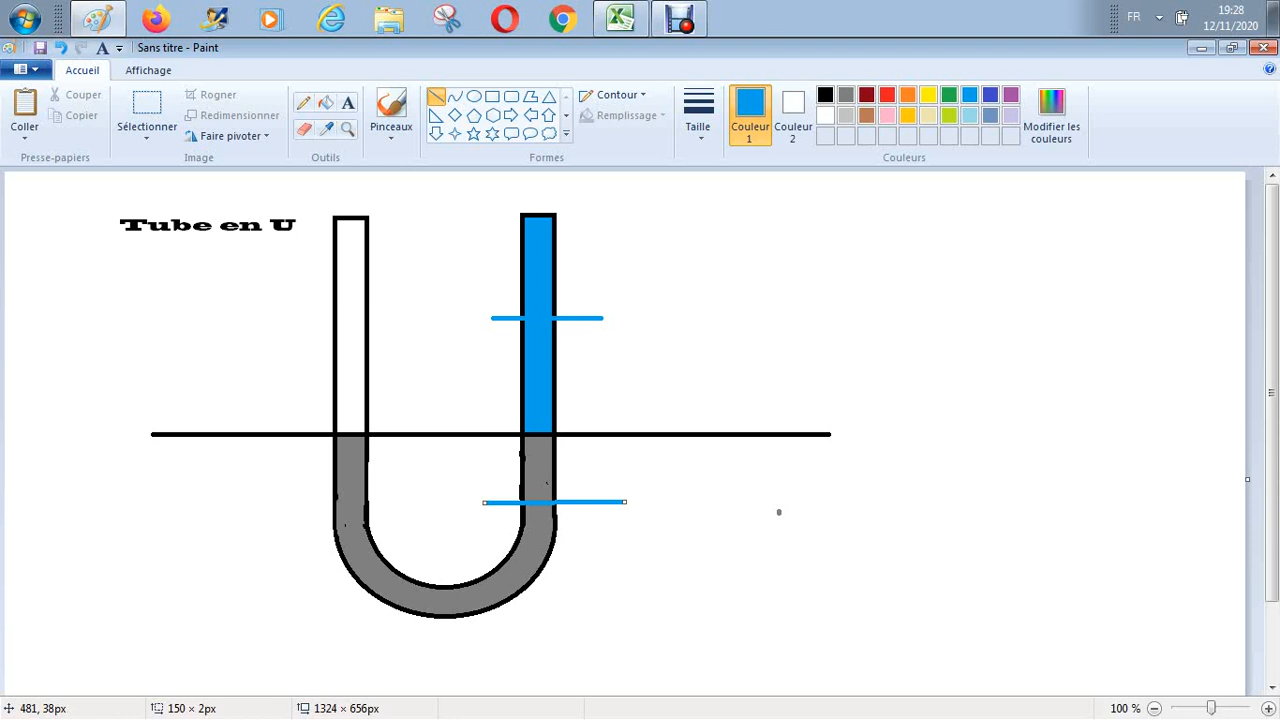 FR
19:28
12/11/2020
A
Sans titre - Paint
Accueil
Affichage
Coller
Couper
Copier
Presse-papiers
Sélectionner
Rogner
Redimensionner
Faire pivoter
Image
A
Outils
Pinceaux
Contour
Remplissage
Formes
Taille
Couleur 1
Couleur 2
Modifier les couleurs
Couleurs
Tube en U
481, 38px
150 × 2px
1324 × 656px
100 %